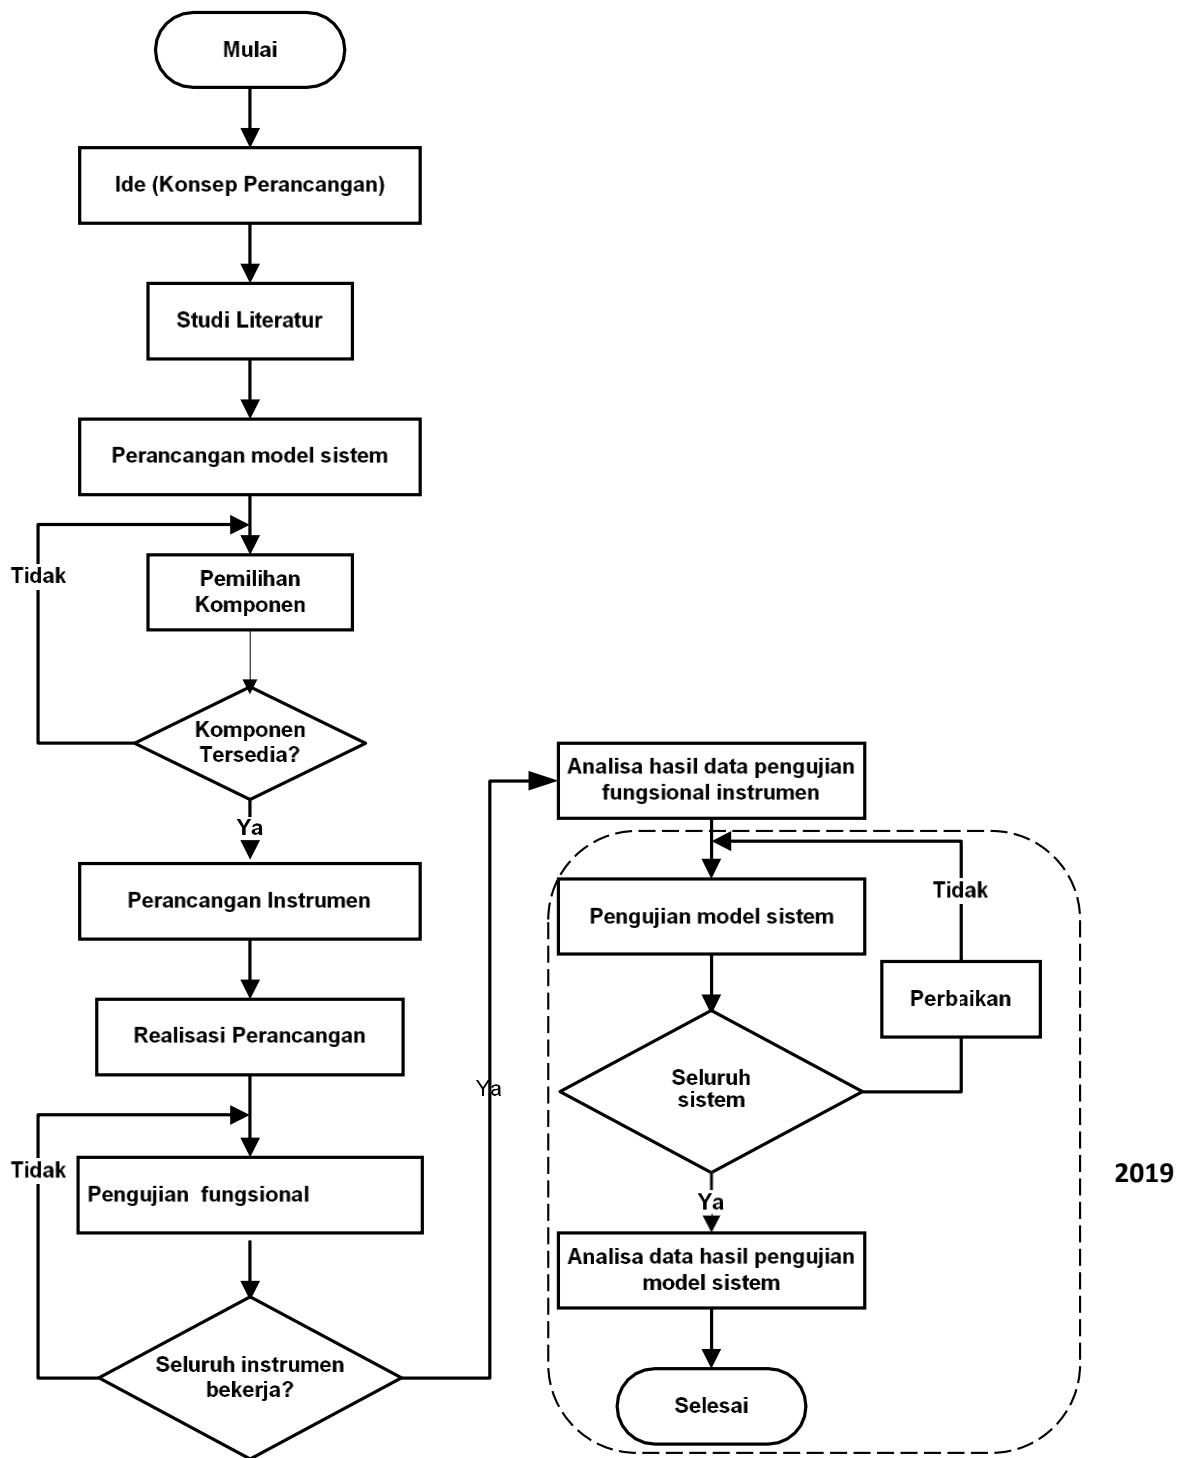 Mulai
Ide (Konsep Perancangan)
Studi Literatur
Perancangan model sistem
Tidak
Pemilihan
Komponen
Komponen
Tersedia?
Ya
Perancangan Instrumen
Realisasi Perancangan
Tidak
Pengujian fungsional
Seluruh instrumen
bekerja?
Ya
Analisa hasil data pengujian
fungsional instrumen
Pengujian model sistem
Tidak
Perbaikan
Seluruh
sistem
Ya
Analisa data hasil pengujian
model sistem
Selesai
2019